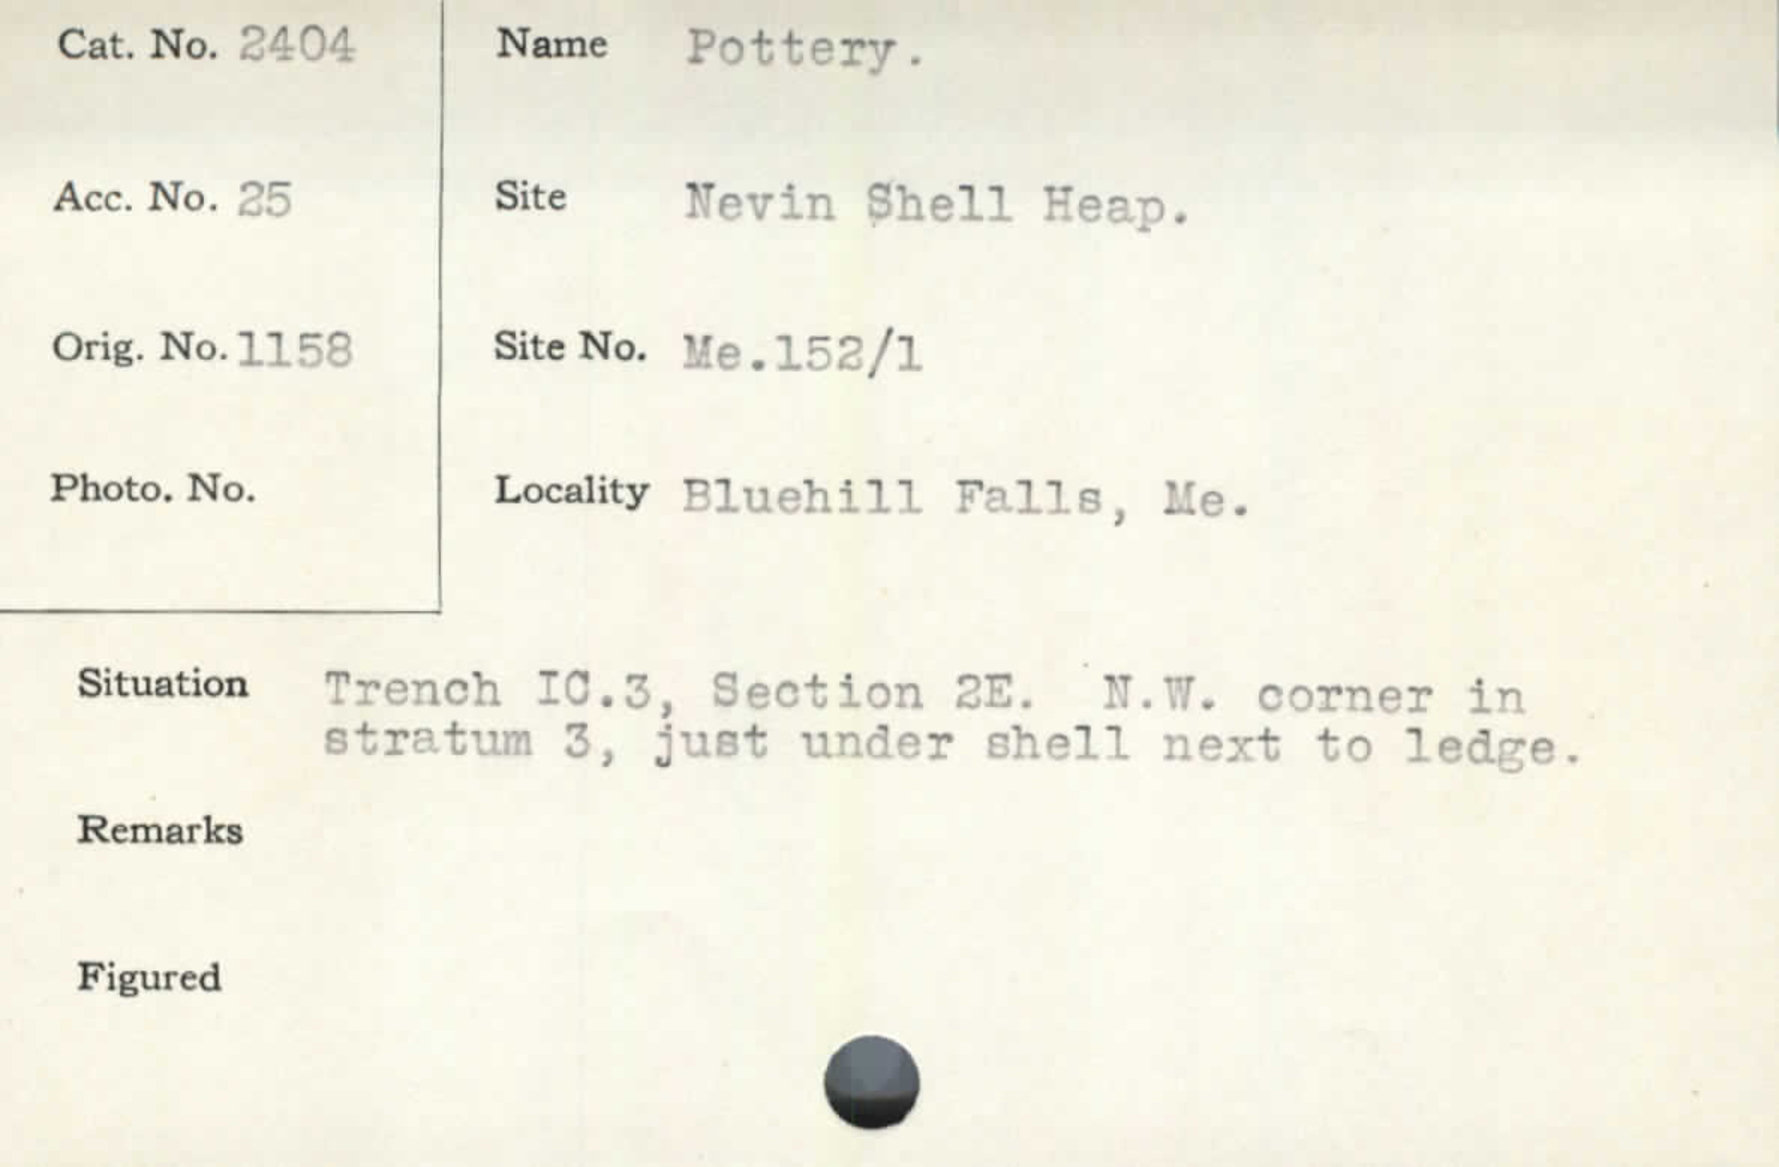 Cat. No. 2404
Name Pottery.
Acc. No. 25
Site Nevin Shell Heap.
Orig. No. 1158
Site No. Me.152/1
Photo. No.
Locality Bluehill Falls, Me.
Situation Trench IC.3, Section 2E. N.W. corner in
stratum 3, just under shell next to ledge.
Remarks
Figured